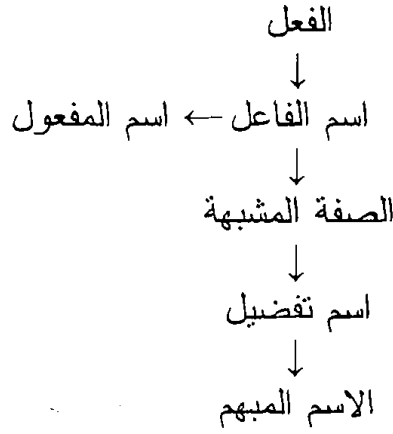 الفعل
↓
اسم الفاعل ← اسم المفعول
↓
الصفة المشبهة
↓
اسم تفضيل
↓
الاسم المبهم